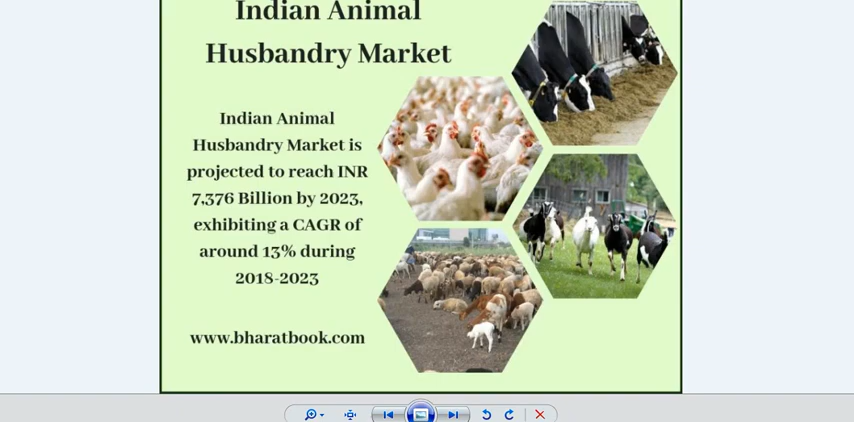 Indian Animal
Husbandry Market
Indian Animal
Husbandry Market is
projected to reach INR
7,376 Billion by 2023,
exhibiting a CAGR of
around 13% during
2018-2023
www.bharatbook.com